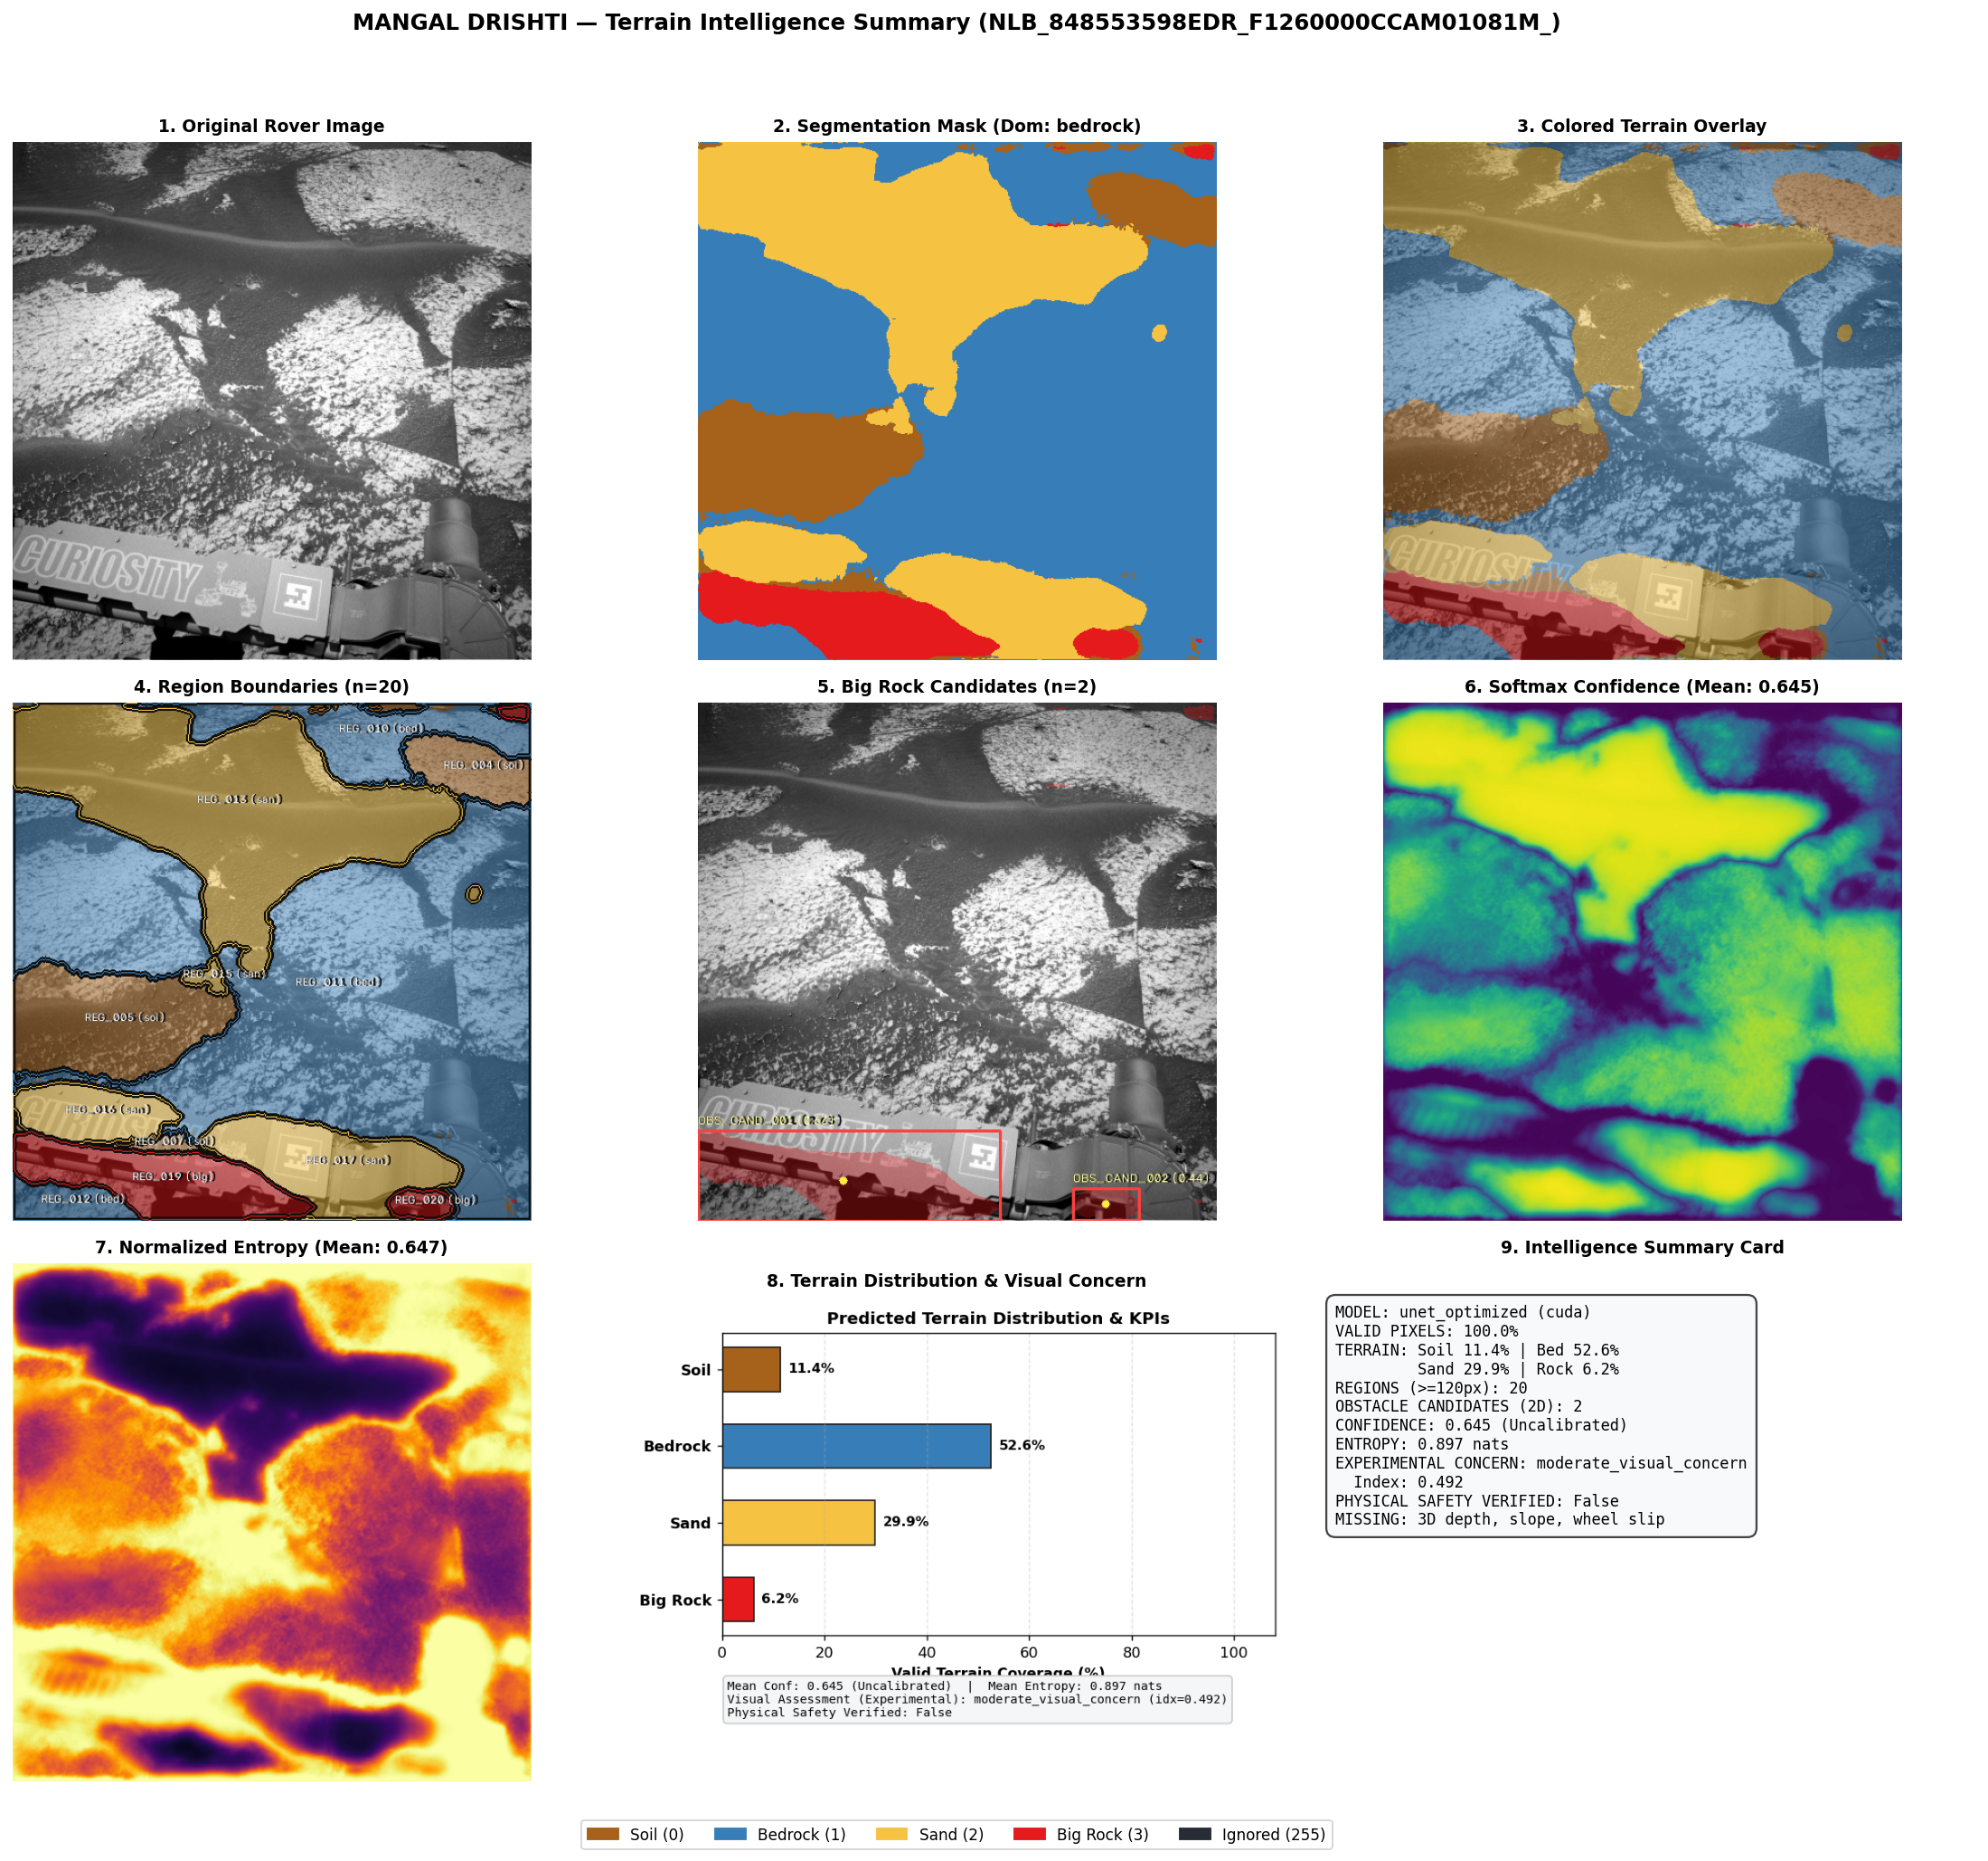 MANGAL DRISHTI — Terrain Intelligence Summary (NLB_848553598EDR_F1260000CCAM01081M_)
1. Original Rover Image
2. Segmentation Mask (Dom: bedrock)
3. Colored Terrain Overlay
CURIOSITY
CURIOSITY
4. Region Boundaries (n=20)
5. Big Rock Candidates (n=2)
6. Softmax Confidence (Mean: 0.645)
REG_010 (bed)
REG_004 (soi)
REG_013 (san)
REG_015 (san)
REG_011 (bed)
REG_005 (soi)
REG_016 (san)
REG_007 (soi)
REG_017 (san)
REG_019 (big)
REG_012 (bed)
REG_020 (big)
OBS_CAND_001
CURIOSITY
OBS_CAND_002 (0.44)
7. Normalized Entropy (Mean: 0.647)
8. Terrain Distribution & Visual Concern
Predicted Terrain Distribution & KPIs
Soil
11.4%
Bedrock
52.6%
Sand
29.9%
Big Rock
6.2%
0 20 40 60 80 100
Valid Terrain Coverage (%)
Mean Conf: 0.645 (Uncalibrated) | Mean Entropy: 0.897 nats
Visual Assessment (Experimental): moderate_visual_concern (idx=0.492)
Physical Safety Verified: False
9. Intelligence Summary Card
MODEL: unet_optimized (cuda)
VALID PIXELS: 100.0%
TERRAIN: Soil 11.4% | Bed 52.6%
Sand 29.9% | Rock 6.2%
REGIONS (>=120px): 20
OBSTACLE CANDIDATES (2D): 2
CONFIDENCE: 0.645 (Uncalibrated)
ENTROPY: 0.897 nats
EXPERIMENTAL CONCERN: moderate_visual_concern
Index: 0.492
PHYSICAL SAFETY VERIFIED: False
MISSING: 3D depth, slope, wheel slip
Soil (0) Bedrock (1) Sand (2) Big Rock (3) Ignored (255)